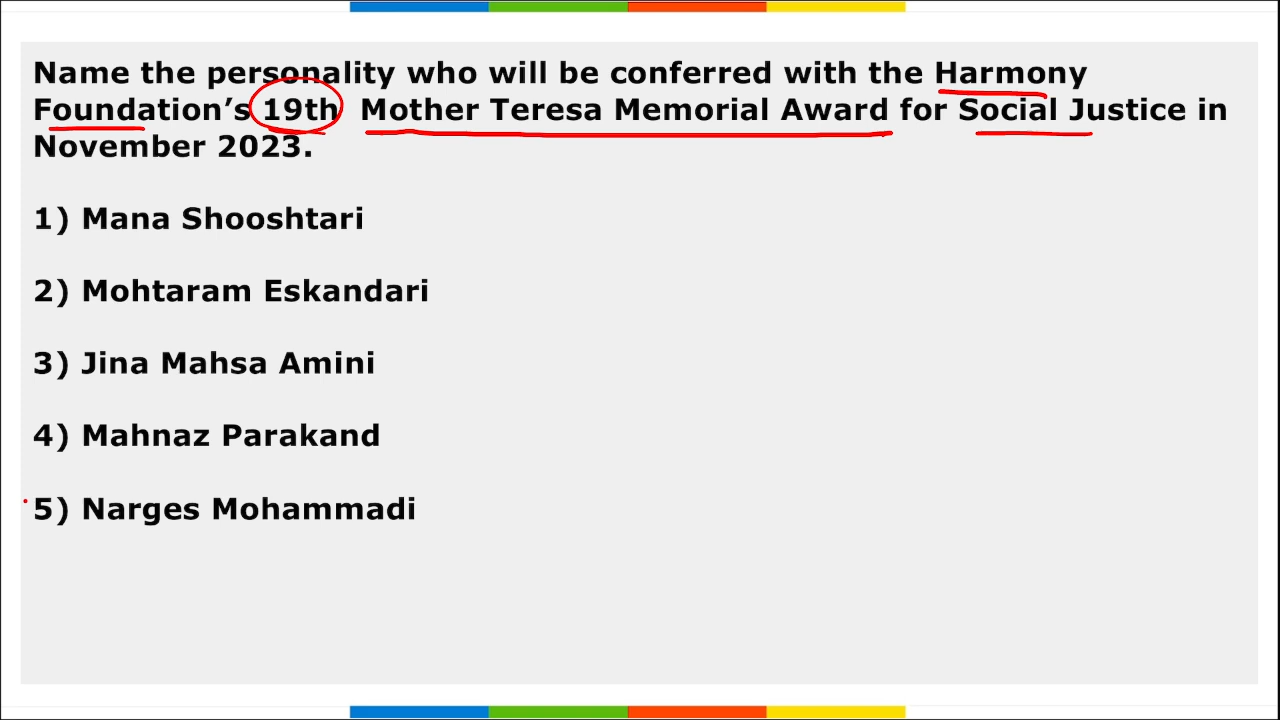 Name the personality who will be conferred with the Harmony
Foundation’s 19th Mother Teresa Memorial Award for Social Justice in
November 2023.
1) Mana Shooshtari
2) Mohtaram Eskandari
3) Jina Mahsa Amini
4) Mahnaz Parakand
5) Narges Mohammadi